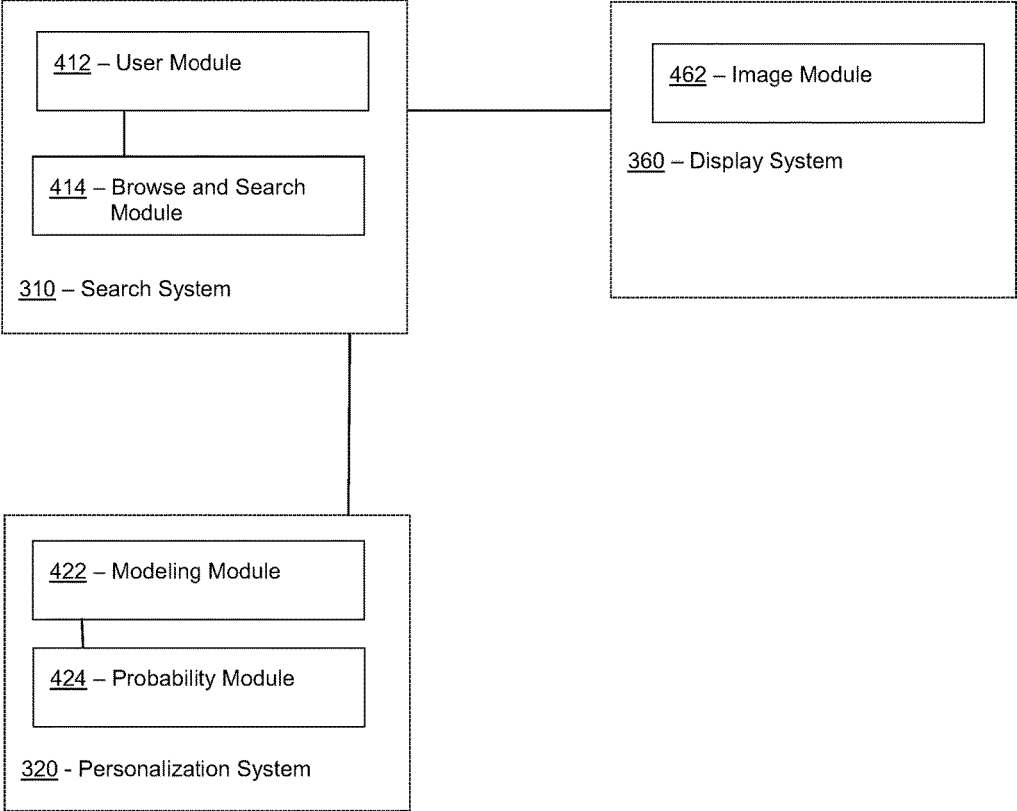 412 – User Module
414 – Browse and Search
Module
310 – Search System
462 – Image Module
360 – Display System
422 – Modeling Module
424 – Probability Module
320 - Personalization System